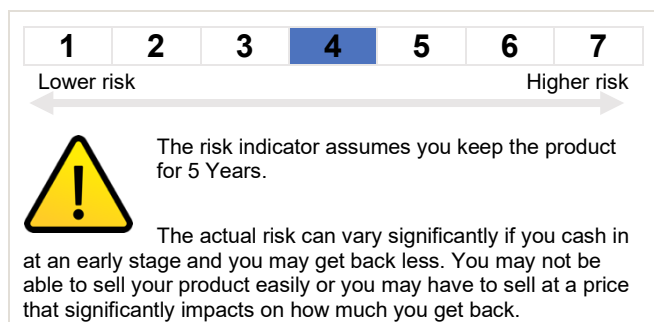 1 2 3 4 5 6 7
Lower risk Higher risk
The risk indicator assumes you keep the product
for 5 Years.
The actual risk can vary significantly if you cash in
at an early stage and you may get back less. You may not be
able to sell your product easily or you may have to sell at a price
that significantly impacts on how much you get back.